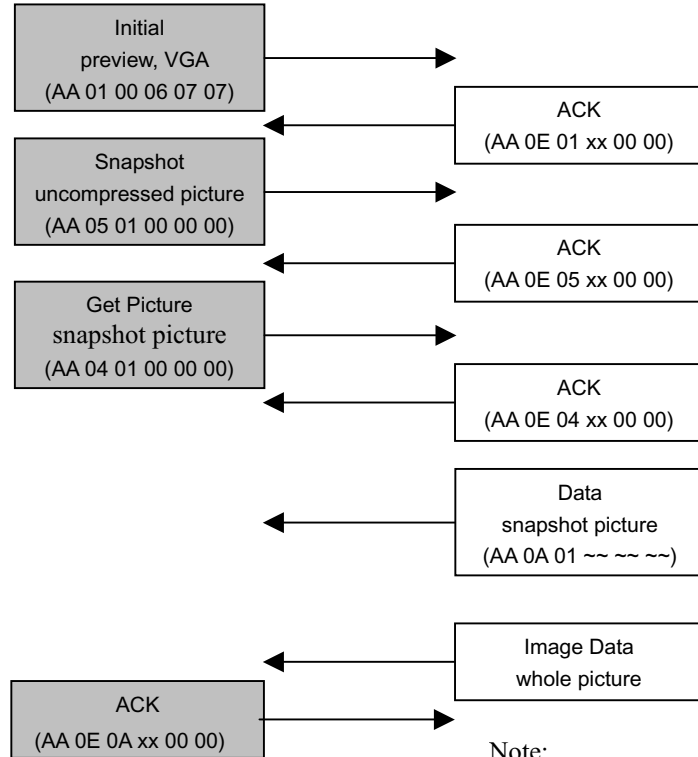 Initial
preview, VGA
(AA 01 00 06 07 07)
ACK
(AA 0E 01 xx 00 00)
Snapshot
uncompressed picture
(AA 05 01 00 00 00)
ACK
(AA 0E 05 xx 00 00)
Get Picture
snapshot picture
(AA 04 01 00 00 00)
ACK
(AA 0E 04 xx 00 00)
Data
snapshot picture
(AA 0A 01 ~~ ~~ ~~)
Image Data
whole picture
ACK
(AA 0E 0A xx 00 00)
Note: